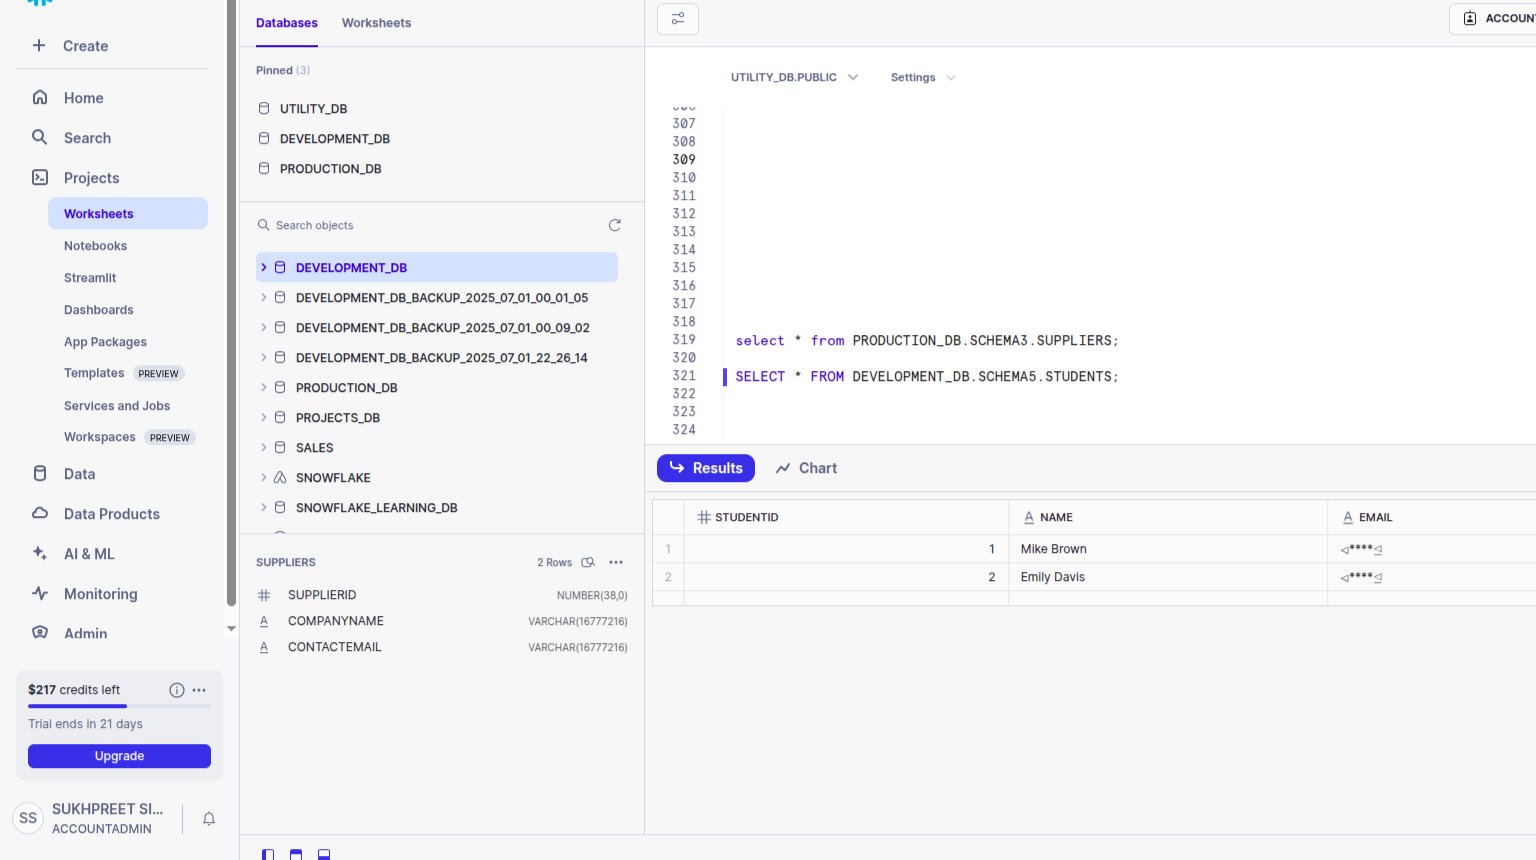 Create
Home
Search
Projects
Worksheets
Notebooks
Streamlit
Dashboards
App Packages
Templates PREVIEW
Services and Jobs
Workspaces PREVIEW
Data
Data Products
AI & ML
Monitoring
Admin
$217 credits left
Trial ends in 21 days
Upgrade
SS
SUKHPREET SI...
ACCOUNTADMIN
Databases Worksheets
Pinned (3)
UTILITY_DB
DEVELOPMENT_DB
PRODUCTION_DB
Search objects
DEVELOPMENT_DB
DEVELOPMENT_DB_BACKUP_2025_07_01_00_01_05
DEVELOPMENT_DB_BACKUP_2025_07_01_00_09_02
DEVELOPMENT_DB_BACKUP_2025_07_01_22_26_14
PRODUCTION_DB
PROJECTS_DB
SALES
SNOWFLAKE
SNOWFLAKE_LEARNING_DB
SUPPLIERS 2 Rows
SUPPLIERID NUMBER(38,0)
COMPANYNAME VARCHAR(16777216)
CONTACTEMAIL VARCHAR(16777216)
ACCOUN
UTILITY_DB.PUBLIC Settings
307
308
309
310
311
312
313
314
315
316
317
318
319 select * from PRODUCTION_DB.SCHEMA3.SUPPLIERS;
320
321 SELECT * FROM DEVELOPMENT_DB.SCHEMA5.STUDENTS;
322
323
324
Results Chart
STUDENTID NAME EMAIL
1 1 Mike Brown ****
2 2 Emily Davis ****